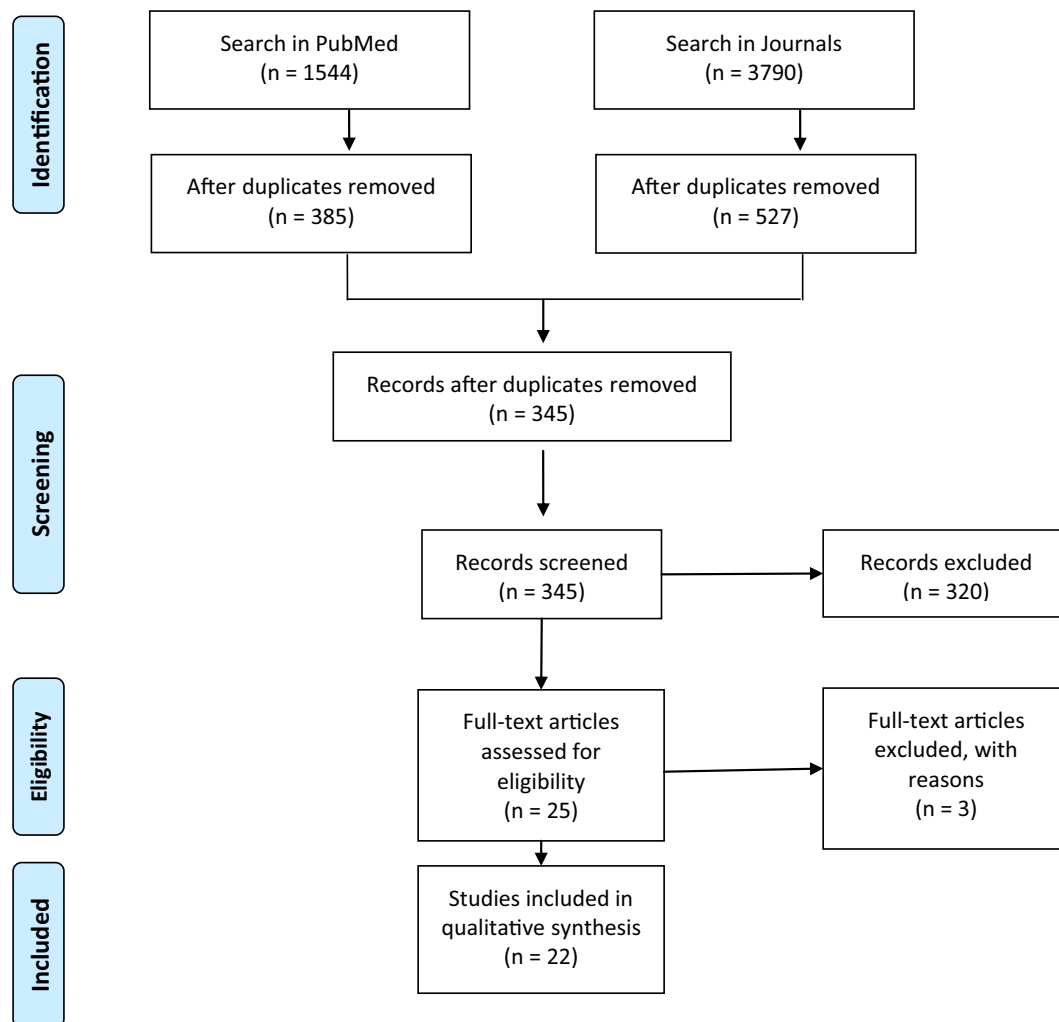 Identification
Search in PubMed
(n = 1544)
Search in Journals
(n = 3790)
After duplicates removed
(n = 385)
After duplicates removed
(n = 527)
Screening
Records after duplicates removed
(n = 345)
Records screened
(n = 345)
Records excluded
(n = 320)
Eligibility
Full-text articles
assessed for
eligibility
(n = 25)
Full-text articles
excluded, with
reasons
(n = 3)
Included
Studies included in
qualitative synthesis
(n = 22)